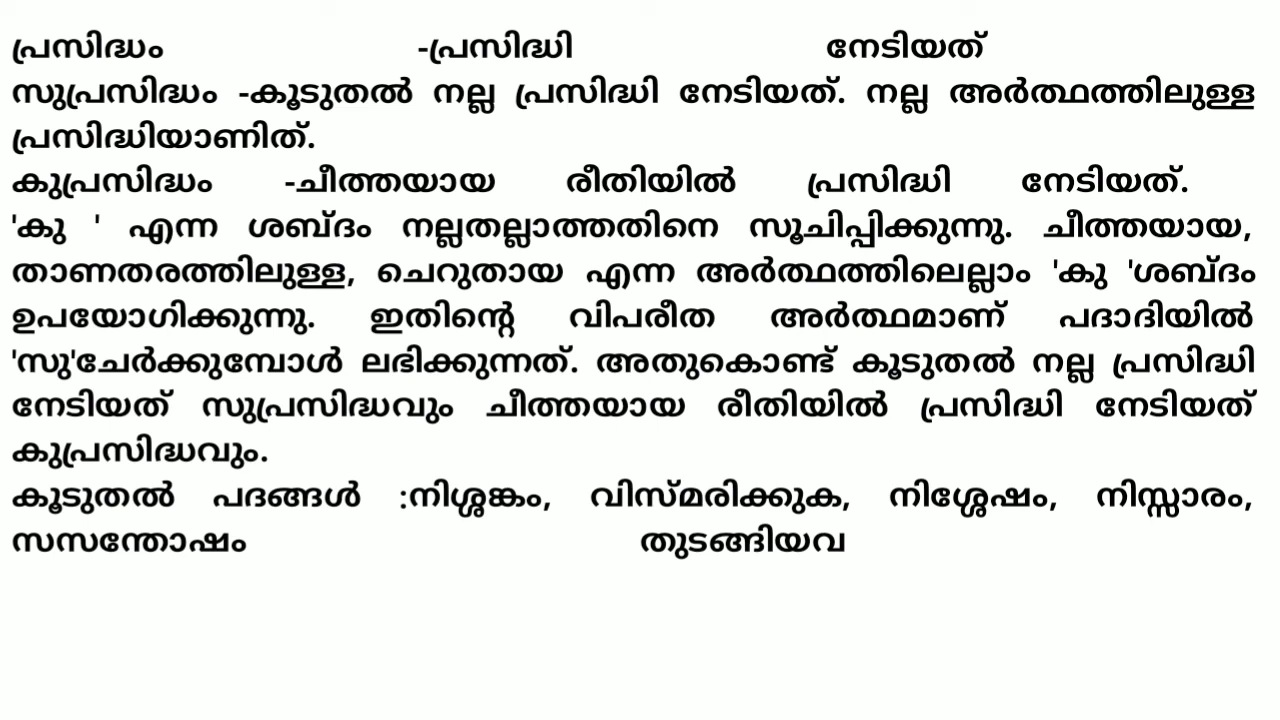 പ്രസിദ്ധം -പ്രസിദ്ധി നേടിയത്
സുപ്രസിദ്ധം -കൂടുതൽ നല്ല പ്രസിദ്ധി നേടിയത്. നല്ല അർത്ഥത്തിലുള്ള
പ്രസിദ്ധിയാണിത്.
കുപ്രസിദ്ധം -ചീത്തയായ രീതിയിൽ പ്രസിദ്ധി നേടിയത്.
'കു ' എന്ന ശബ്ദം നല്ലതല്ലാത്തതിനെ സൂചിപ്പിക്കുന്നു. ചീത്തയായ,
താണതരത്തിലുള്ള, ചെറുതായ എന്ന അർത്ഥത്തിലെല്ലാം 'കു 'ശബ്ദം
ഉപയോഗിക്കുന്നു. ഇതിന്റെ വിപരീത അർത്ഥമാണ് പദാദിയിൽ
'സു'ചേർക്കുമ്പോൾ ലഭിക്കുന്നത്. അതുകൊണ്ട് കൂടുതൽ നല്ല പ്രസിദ്ധി
നേടിയത് സുപ്രസിദ്ധവും ചീത്തയായ രീതിയിൽ പ്രസിദ്ധി നേടിയത്
കുപ്രസിദ്ധവും.
കൂടുതൽ പദങ്ങൾ :നിശ്ശങ്കം, വിസ്മരിക്കുക, നിശ്ശേഷം, നിസ്സാരം,
സസന്തോഷം തുടങ്ങിയവ